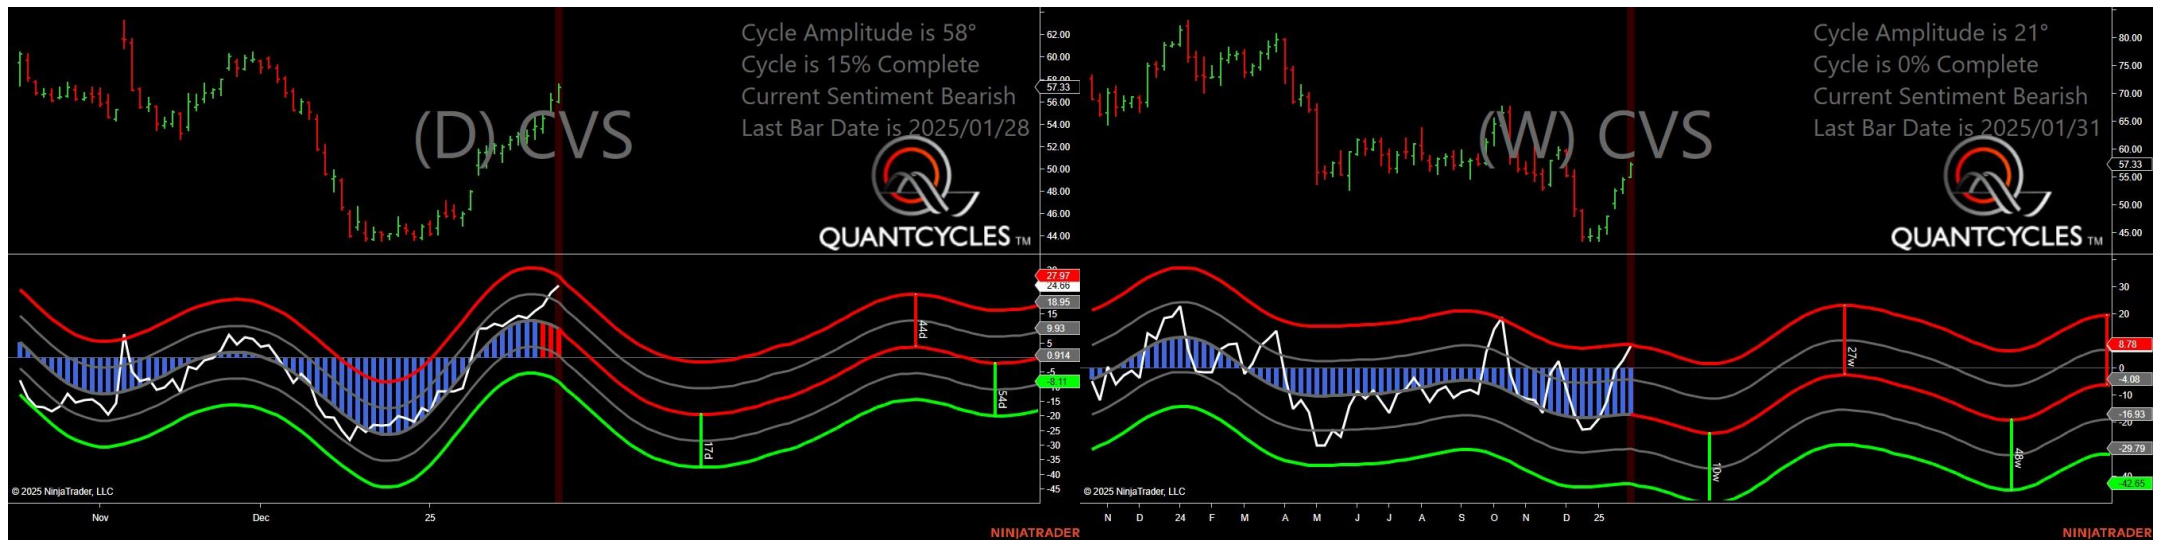 Cycle Amplitude is 58°
Cycle is 15% Complete
Current Sentiment Bearish
Last Bar Date is 2025/01/28
(D) CVS
QUANTCYCLES TM
62.00
60.00
58.00
57.33
56.00
54.00
52.00
50.00
48.00
46.00
44.00
27.97
24.66
18.95
15
9.93
5
0.914
-5
-8.11
-15
-20
-25
-30
-35
-40
-45
44d
54d
17d
© 2025 NinjaTrader, LLC
Nov
Dec
25
NINJATRADER
Cycle Amplitude is 21°
Cycle is 0% Complete
Current Sentiment Bearish
Last Bar Date is 2025/01/31
(W) CVS
QUANTCYCLES TM
80.00
75.00
70.00
65.00
60.00
57.33
55.00
50.00
45.00
30
20
8.78
0
-4.08
-10
-16.93
-20
-29.79
-40
-42.65
27w
10w
48w
© 2025 NinjaTrader, LLC
N D 24 F M A M J J A S O N D 25
NINJATRADER